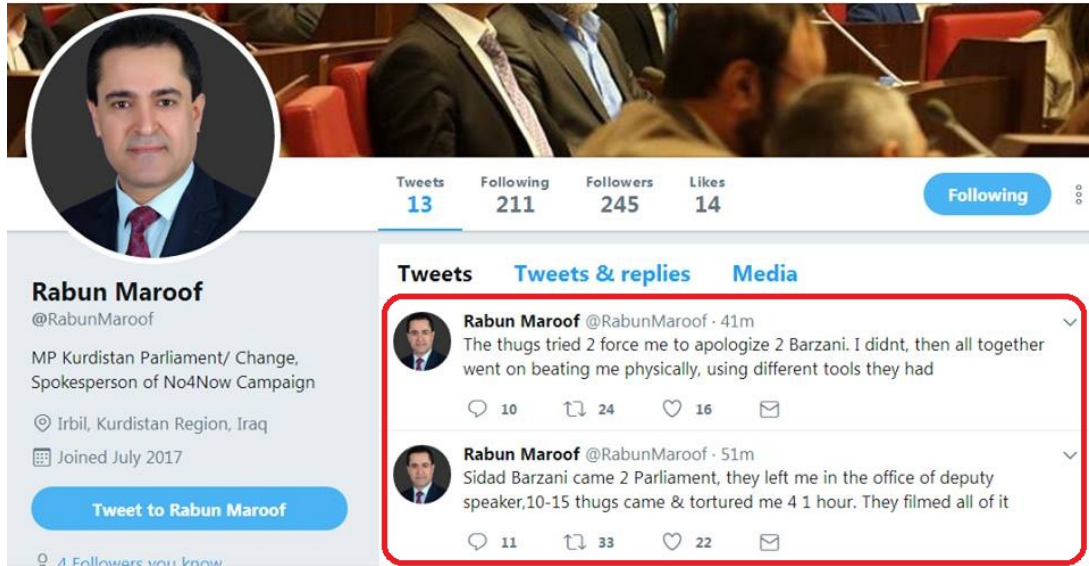 Tweets Following Followers Likes
13 211 245 14
Following
Tweets Tweets & replies Media
Rabun Maroof
@RabunMaroof
MP Kurdistan Parliament/ Change,
Spokesperson of No4Now Campaign
Irbil, Kurdistan Region, Iraq
Joined July 2017
Tweet to Rabun Maroof
4 Followers you know
Rabun Maroof @RabunMaroof · 41m
The thugs tried 2 force me to apologize 2 Barzani. I didnt, then all together
went on beating me physically, using different tools they had
10 24 16
Rabun Maroof @RabunMaroof · 51m
Sidad Barzani came 2 Parliament, they left me in the office of deputy
speaker,10-15 thugs came & tortured me 4 1 hour. They filmed all of it
11 33 22